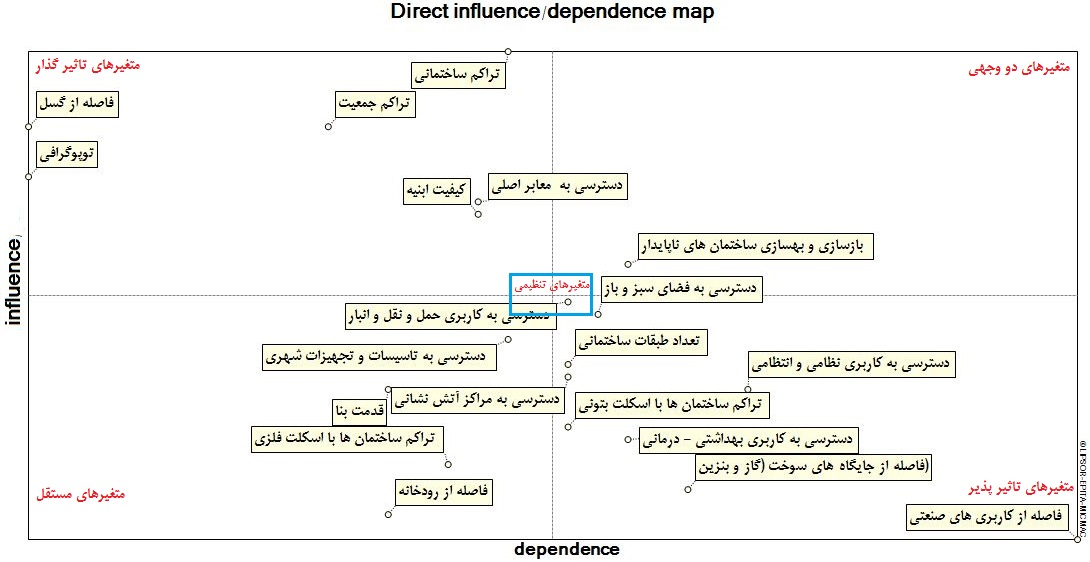 Direct influence/dependence map
متغیرهای تاثیر گذار
متغیرهای دو وجهی
تراکم ساختمانی
تراکم جمعیت
فاصله از گسل
توپوگرافی
دسترسی به معابر اصلی
کیفیت ابنیه
بازسازی و بهسازی ساختمان های ناپایدار
متغیرهای تنظیمی
دسترسی به فضای سبز و باز
دسترسی به کاربری حمل و نقل و انبار
تعداد طبقات ساختمانی
دسترسی به تاسیسات و تجهیزات شهری
دسترسی به کاربری نظامی و انتظامی
دسترسی به مراکز آتش نشانی
تراکم ساختمان ها با اسکلت بتونی
قدمت بنا
تراکم ساختمان ها با اسکلت فلزی
دسترسی به کاربری بهداشتی - درمانی
(فاصله از جایگاه های سوخت (گاز و بنزین
متغیرهای مستقل
فاصله از رودخانه
متغیرهای تاثیر پذیر
فاصله از کاربری های صنعتی
influence/
dependence
© LIPSOR-EPITA-MICMAC